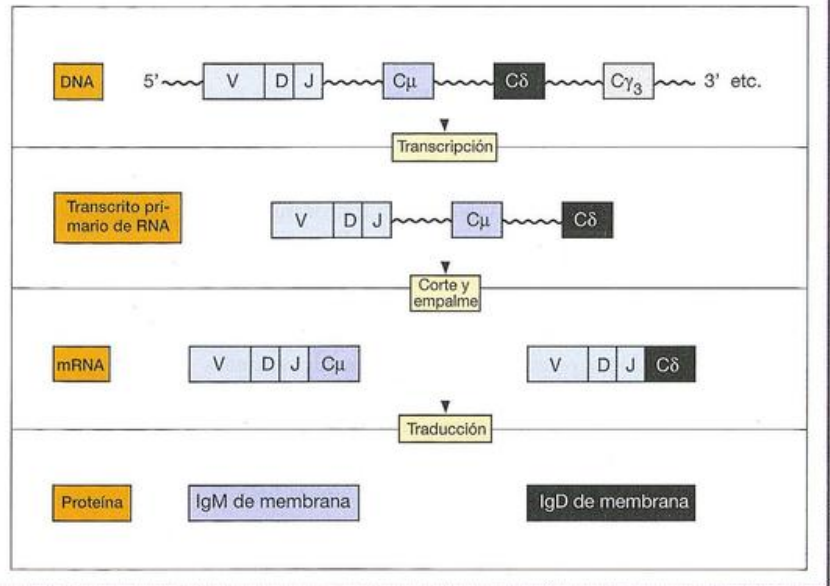 DNA 5' V D J Cμ Cδ Cγ3 3' etc.
Transcripción
Transcrito pri-
mario de RNA
V D J Cμ Cδ
Corte y
empalme
mRNA V D J Cμ V D J Cδ
Traducción
Proteína IgM de membrana IgD de membrana